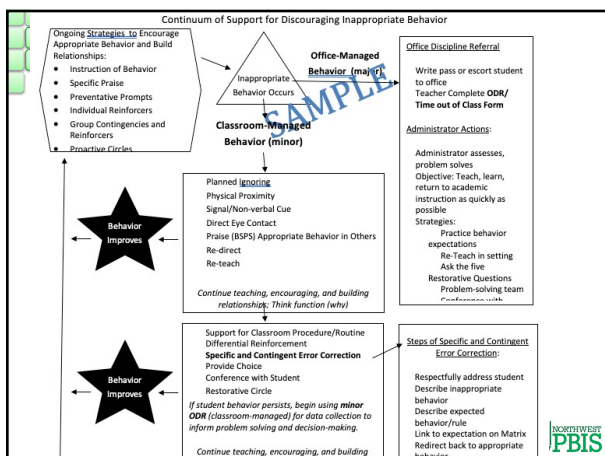 Continuum of Support for Discouraging Inappropriate Behavior
Ongoing Strategies to Encourage
Appropriate Behavior and Build
Relationships:
• Instruction of Behavior
• Specific Praise
• Preventative Prompts
• Individual Reinforcers
• Group Contingencies and
Reinforcers
• Proactive Circles
Inappropriate
Behavior Occurs
Office-Managed
Behavior (major)
SAMPLE
Classroom-Managed
Behavior (minor)
Office Discipline Referral
Write pass or escort student
to office
Teacher Complete ODR/
Time out of Class Form
Administrator Actions:
Administrator assesses,
problem solves
Objective: Teach, learn,
return to academic
instruction as quickly as
possible
Strategies:
Practice behavior
expectations
Re-Teach in setting
Ask the five
Restorative Questions
Problem-solving team
Conference with
Behavior
Improves
Planned Ignoring
Physical Proximity
Signal/Non-verbal Cue
Direct Eye Contact
Praise (BSPS) Appropriate Behavior in Others
Re-direct
Re-teach
Continue teaching, encouraging, and building
relationships; Think function (why)
Behavior
Improves
Support for Classroom Procedure/Routine
Differential Reinforcement
Specific and Contingent Error Correction
Provide Choice
Conference with Student
Restorative Circle
If student behavior persists, begin using minor
ODR (classroom-managed) for data collection to
inform problem solving and decision-making.
Continue teaching, encouraging, and building
Steps of Specific and Contingent
Error Correction:
Respectfully address student
Describe inappropriate
behavior
Describe expected
behavior/rule
Link to expectation on Matrix
Redirect back to appropriate
behavior
NORTHWEST
PBIS